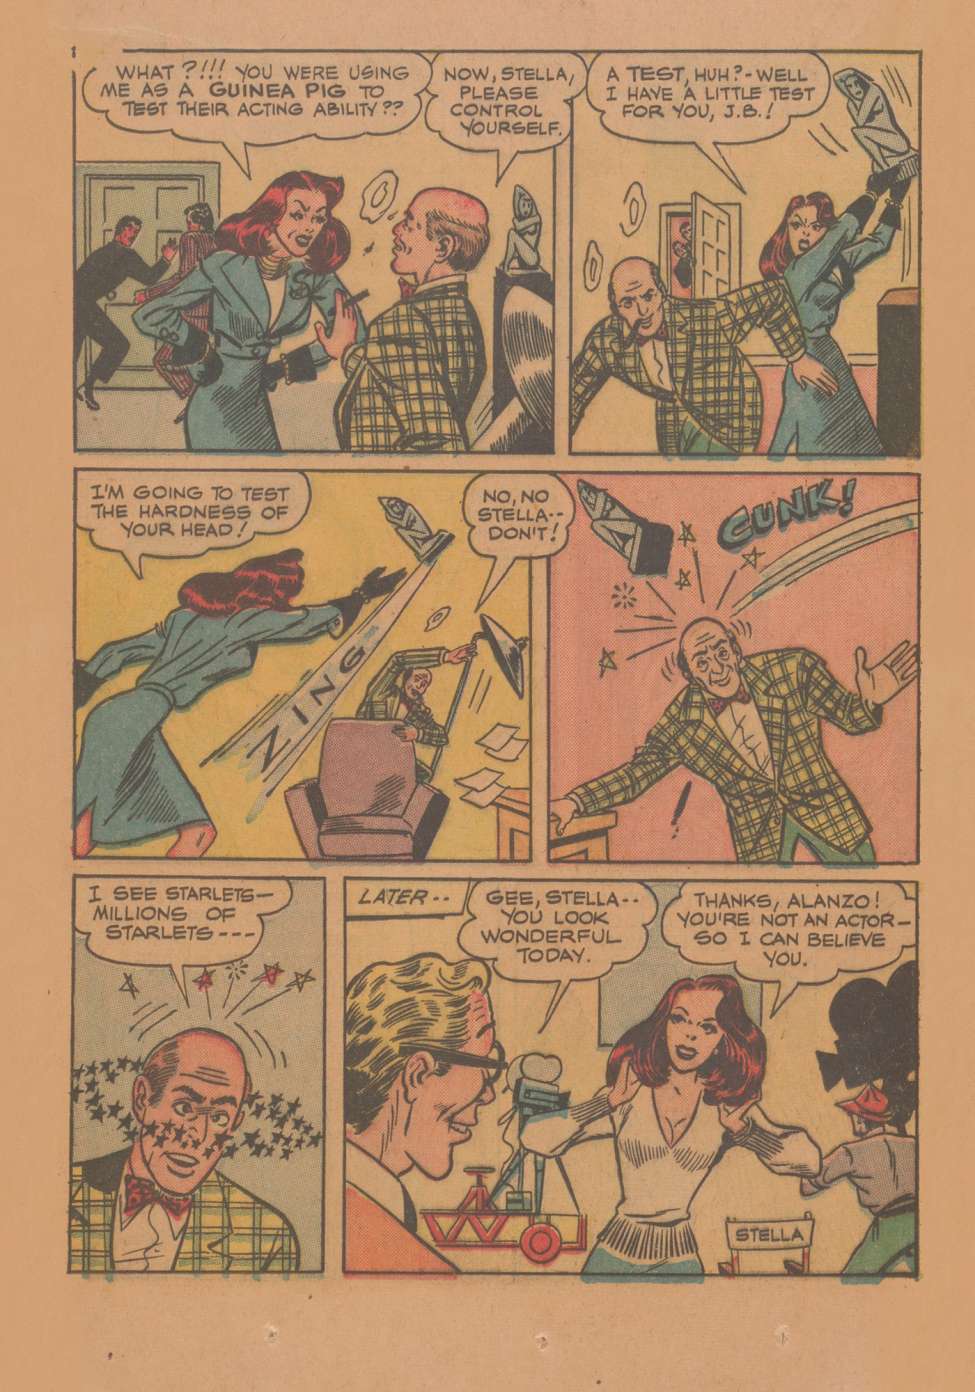 WHAT?!!! YOU WERE USING
ME AS A GUINEA PIG TO
TEST THEIR ACTING ABILITY??
NOW, STELLA,
PLEASE
CONTROL
YOURSELF.
A TEST, HUH?-WELL
I HAVE A LITTLE TEST
FOR YOU, J.B.!
I'M GOING TO TEST
THE HARDNESS OF
YOUR HEAD!
ZING
NO, NO
STELLA--
DON'T!
CUNK!
I SEE STARLETS—
MILLIONS OF
STARLETS---
LATER--
GEE, STELLA--
YOU LOOK
WONDERFUL
TODAY.
THANKS, ALANZO!
YOU'RE NOT AN ACTOR—
SO I CAN BELIEVE
YOU.
STELLA